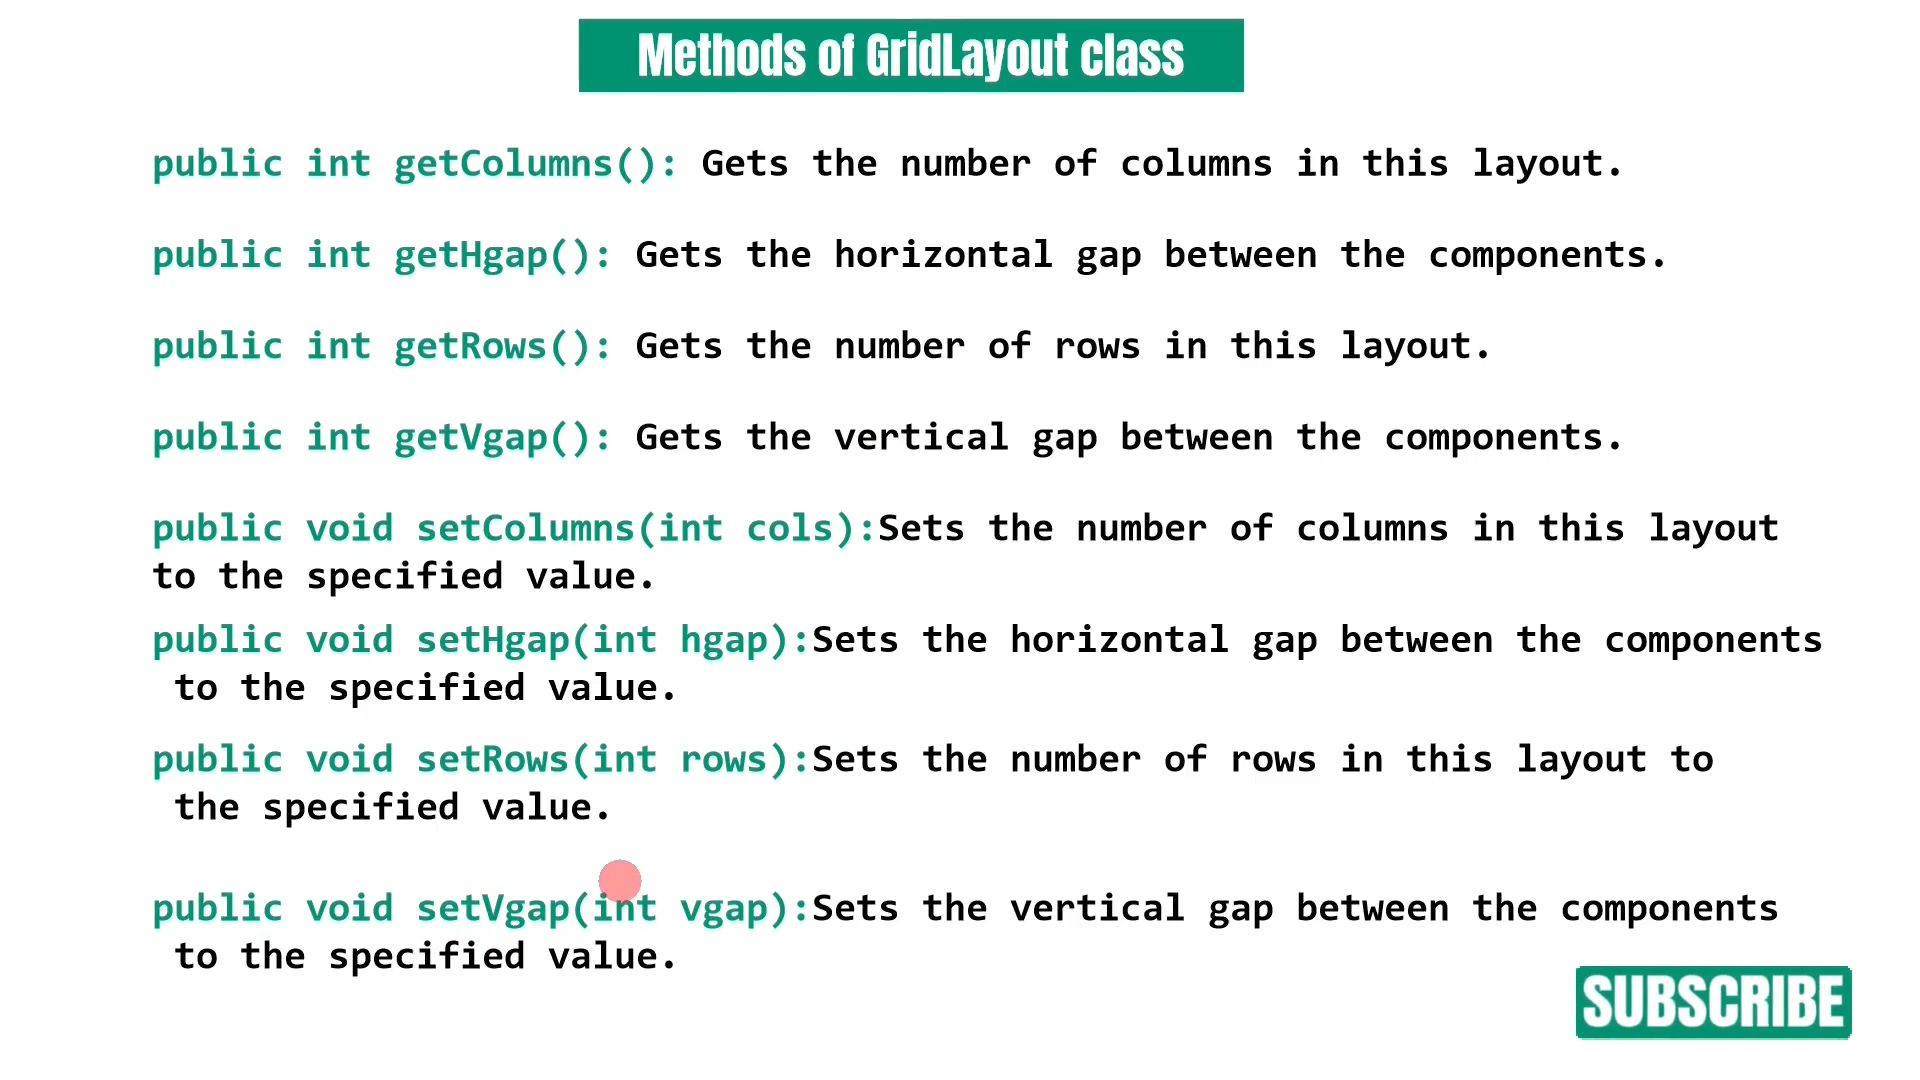 Methods of GridLayout class
public int getColumns(): Gets the number of columns in this layout.
public int getHgap(): Gets the horizontal gap between the components.
public int getRows(): Gets the number of rows in this layout.
public int getVgap(): Gets the vertical gap between the components.
public void setColumns(int cols):Sets the number of columns in this layout
to the specified value.
public void setHgap(int hgap):Sets the horizontal gap between the components
to the specified value.
public void setRows(int rows):Sets the number of rows in this layout to
the specified value.
public void setVgap(int vgap):Sets the vertical gap between the components
to the specified value.
SUBSCRIBE